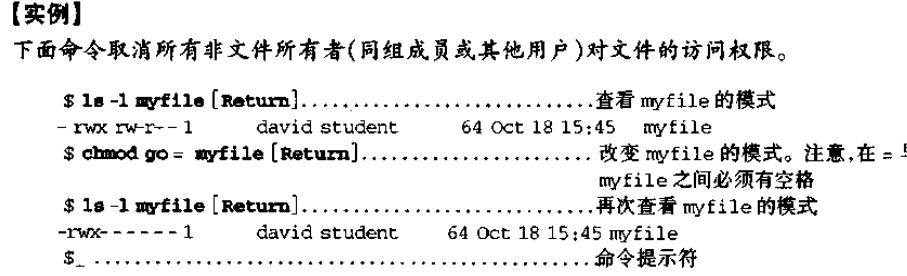 【实例】
下面命令取消所有非文件所有者(同组成员或其他用户)对文件的访问权限。
$ ls -l myfile [Return]............................查看 myfile 的模式
- rwx rw-r-- 1 david student 64 Oct 18 15:45 myfile
$ chmod go = myfile [Return]...................... 改变 myfile 的模式。注意,在 =
myfile 之间必须有空格
$ ls -l myfile [Return]............................再次查看 myfile 的模式
-rwx------ 1 david student 64 Oct 18 15:45 myfile
$_ ................................................命令提示符